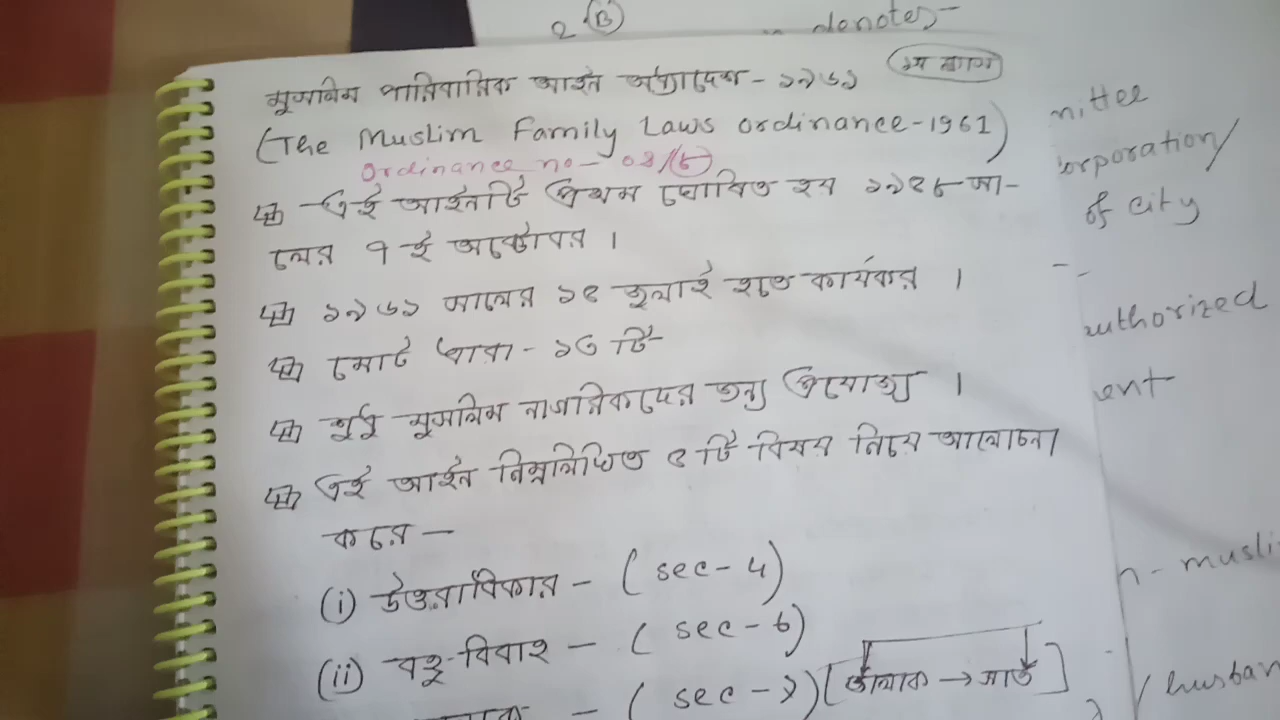 2 (B)
denotes-
মুসলিম পারিবারিক আইন অধ্যাদেশ- ১৯৬১
(The Muslim Family Laws ordinance-1961)
ordinance no- 08/
এই আইনটি প্রথম ঘোষিত হয় ১৯৫৮ সা-
লের ৭ ই অক্টোবর ।
১৯৬১ সালের ১৫ জুলাই হতে কার্যকর ।
মোট ধারা- ১৩ টি
শুধু মুসলিম নাগরিকদের জন্য প্রযোজ্য ।
এই আইন নিম্নলিখিত ৫ টি বিষয় নিয়ে আলোচনা
করে -
(i) উত্তরাধিকার - (sec- 4)
(ii) বহু-বিবাহ - (sec-6)
- (sec-) [তালাক →
mittee
orporation/
of city
uthorized
ent
n- musli
/husban